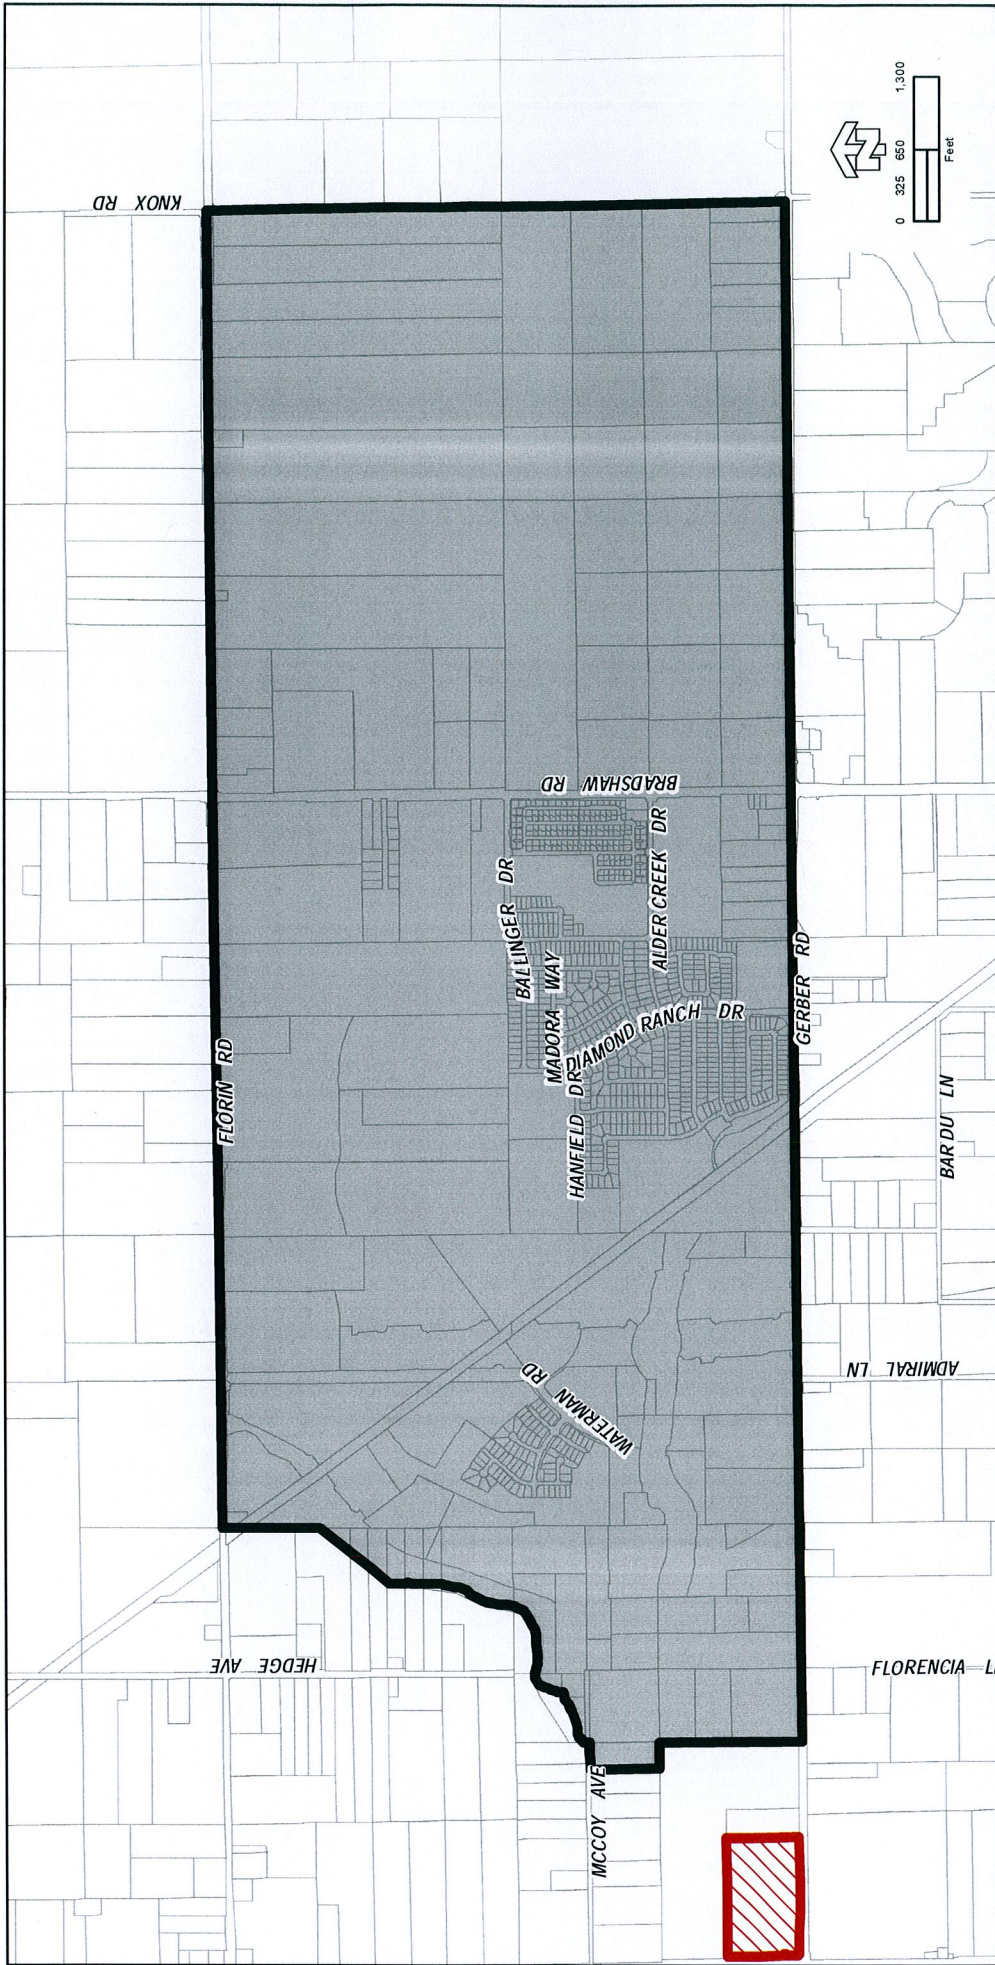 KNOX RD
0 325 650 1,300
Feet
N
BRADSHAW RD
BALLINGER DR
ALDER CREEK DR
MADORA WAY
DIAMOND RANCH DR
GERBER RD
FLORIN RD
HANFIELD DR
BAR DU LN
WATERMAN RD
ADMIRAL LN
HEDGE AVE
FLORENCIA L
MCCOY AVE